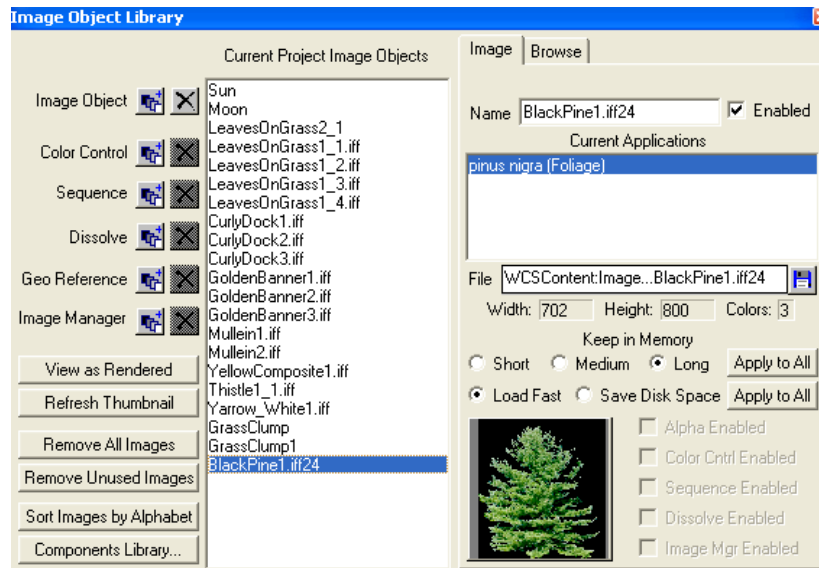 Image Object Library
Current Project Image Objects
Image Object
Color Control
Sequence
Dissolve
Geo Reference
Image Manager
View as Rendered
Refresh Thumbnail
Remove All Images
Remove Unused Images
Sort Images by Alphabet
Components Library...
Sun
Moon
LeavesOnGrass2_1
LeavesOnGrass1_1.iff
LeavesOnGrass1_2.iff
LeavesOnGrass1_3.iff
LeavesOnGrass1_4.iff
CurlyDock1.iff
CurlyDock2.iff
CurlyDock3.iff
GoldenBanner1.iff
GoldenBanner2.iff
GoldenBanner3.iff
Mullein1.iff
Mullein2.iff
YellowComposite1.iff
Thistle1_1.iff
Yarrow_White1.iff
GrassClump
GrassClump1
BlackPine1.iff24
Image Browse
Name BlackPine1.iff24 Enabled
Current Applications
pinus nigra (Foliage)
File WCSContent:Image...BlackPine1.iff24
Width: 702 Height: 800 Colors: 3
Keep in Memory
Short Medium Long Apply to All
Load Fast Save Disk Space Apply to All
Alpha Enabled
Color Cntrl Enabled
Sequence Enabled
Dissolve Enabled
Image Mgr Enabled